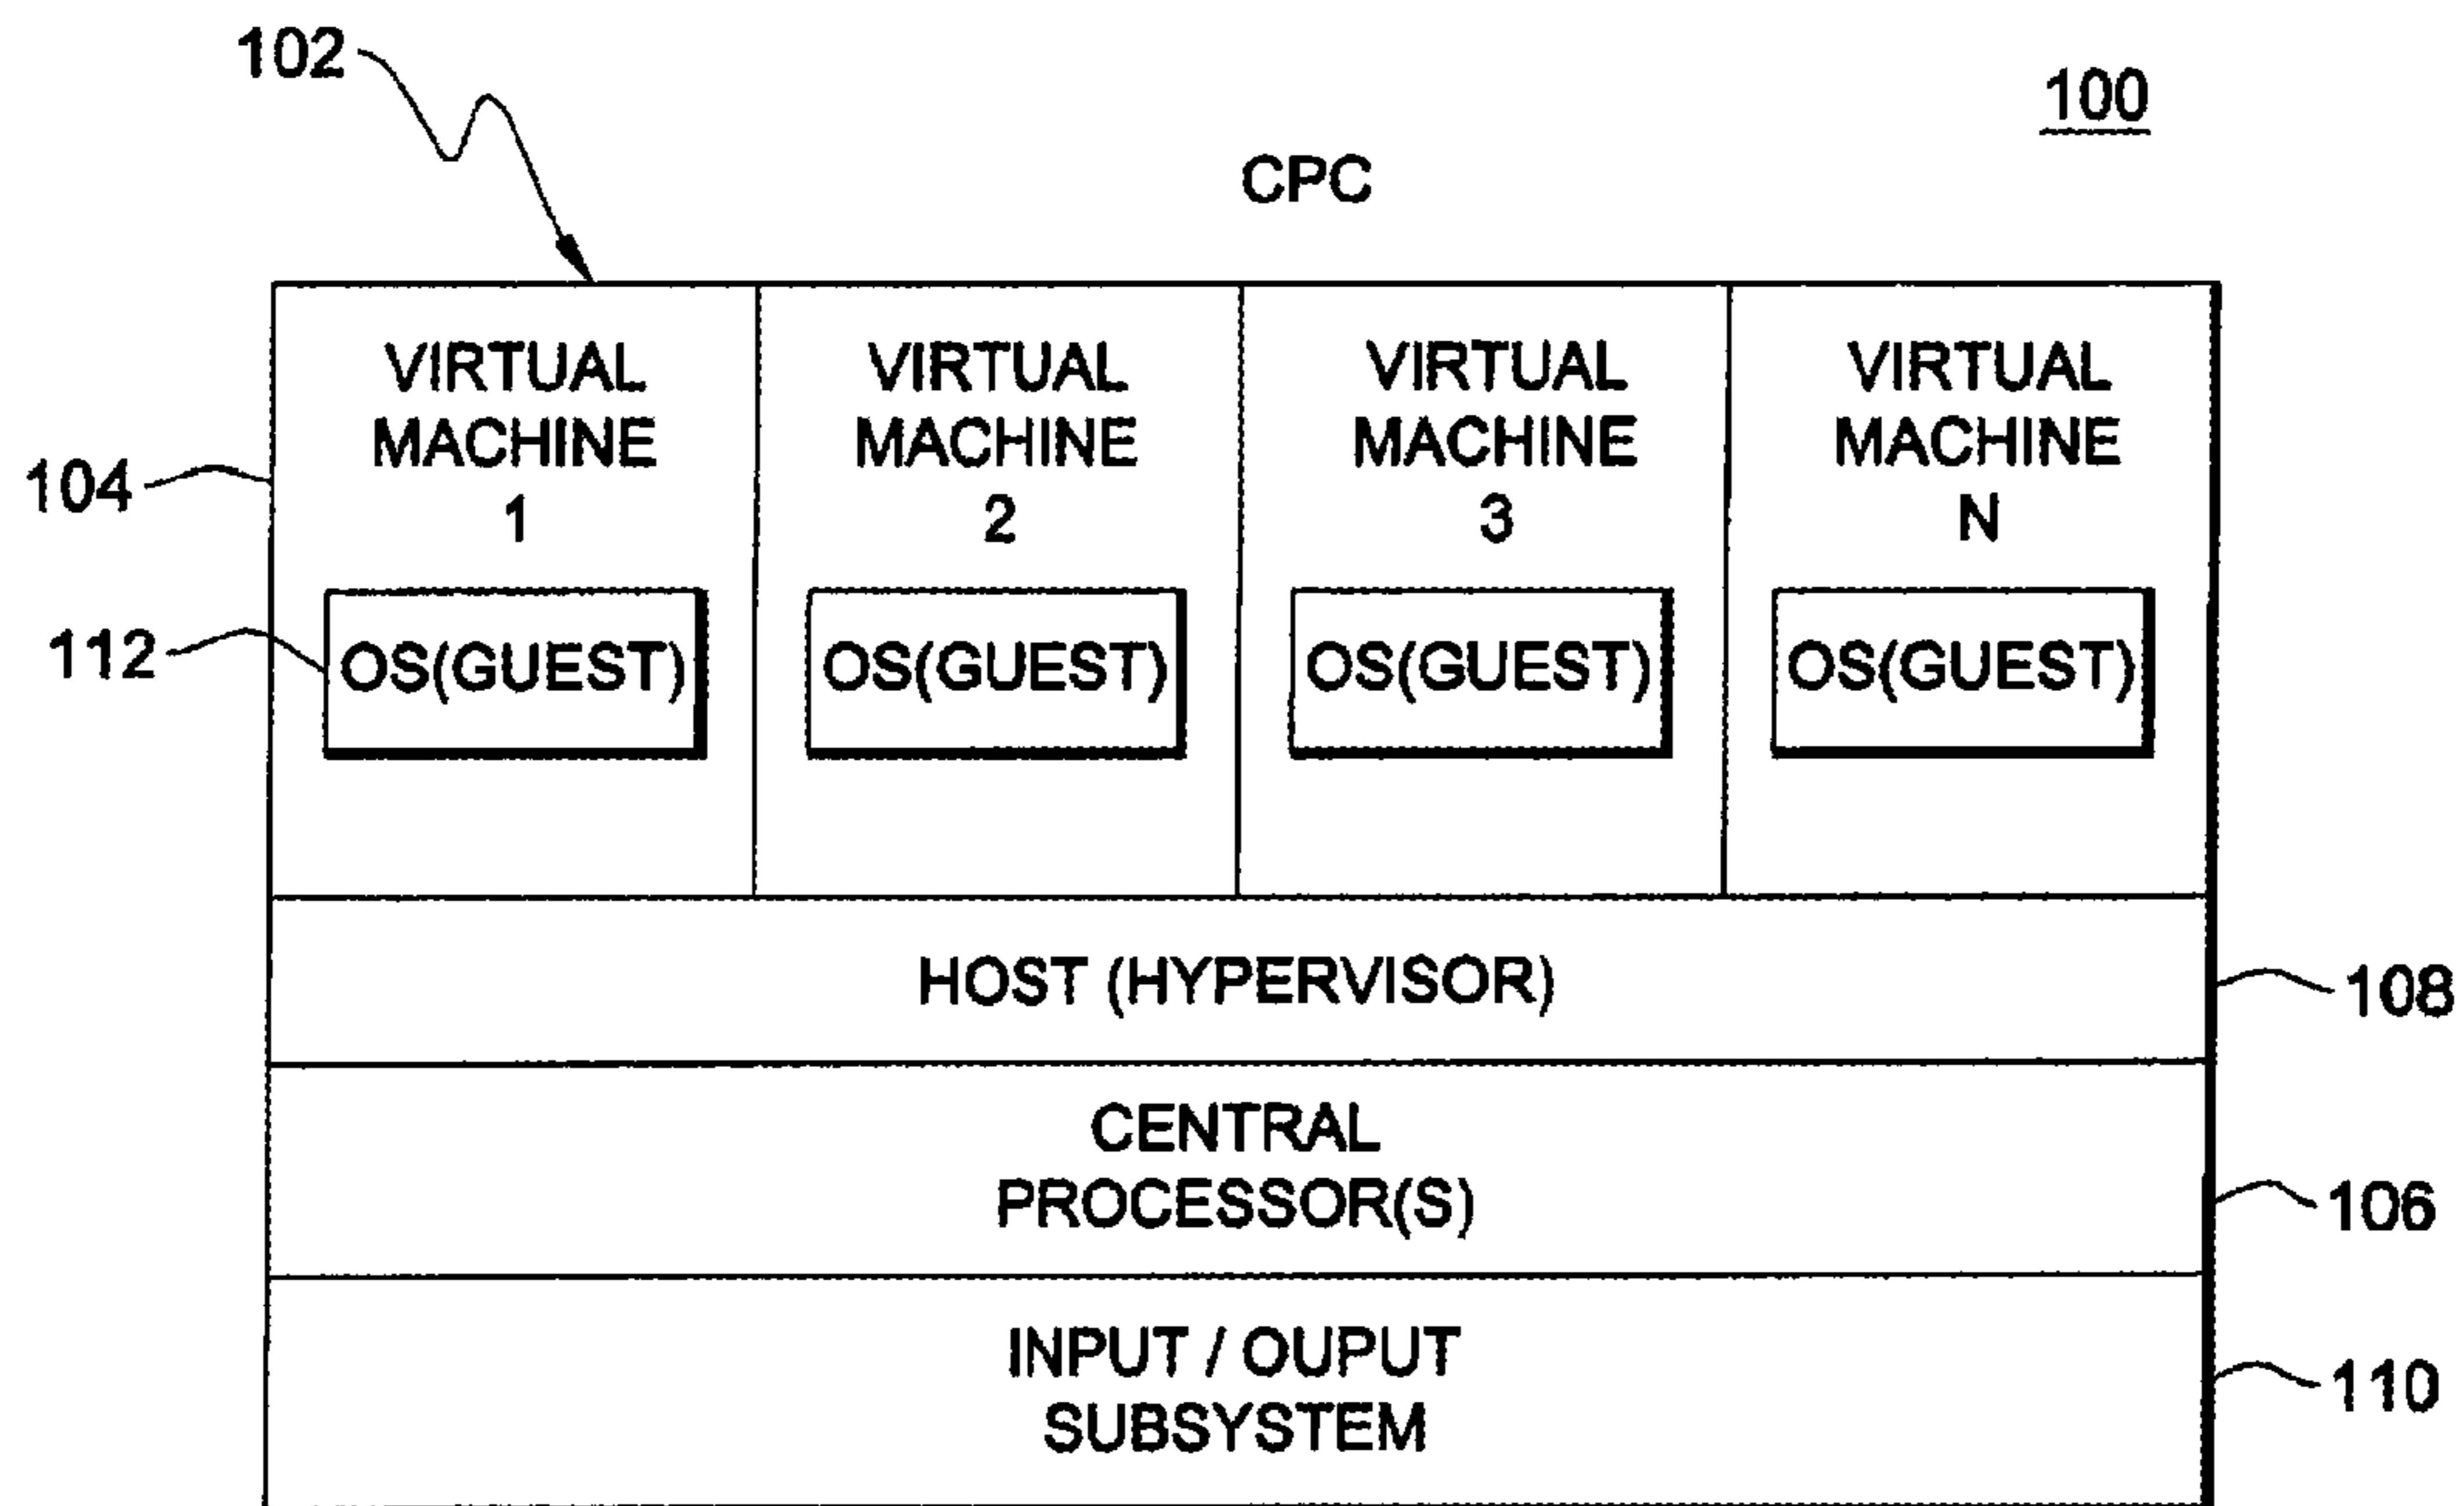 102
100
CPC
VIRTUAL
MACHINE
1
VIRTUAL
MACHINE
2
VIRTUAL
MACHINE
3
VIRTUAL
MACHINE
N
104
112
OS(GUEST)
OS(GUEST)
OS(GUEST)
OS(GUEST)
HOST (HYPERVISOR)
108
CENTRAL
PROCESSOR(S)
106
INPUT / OUPUT
SUBSYSTEM
110